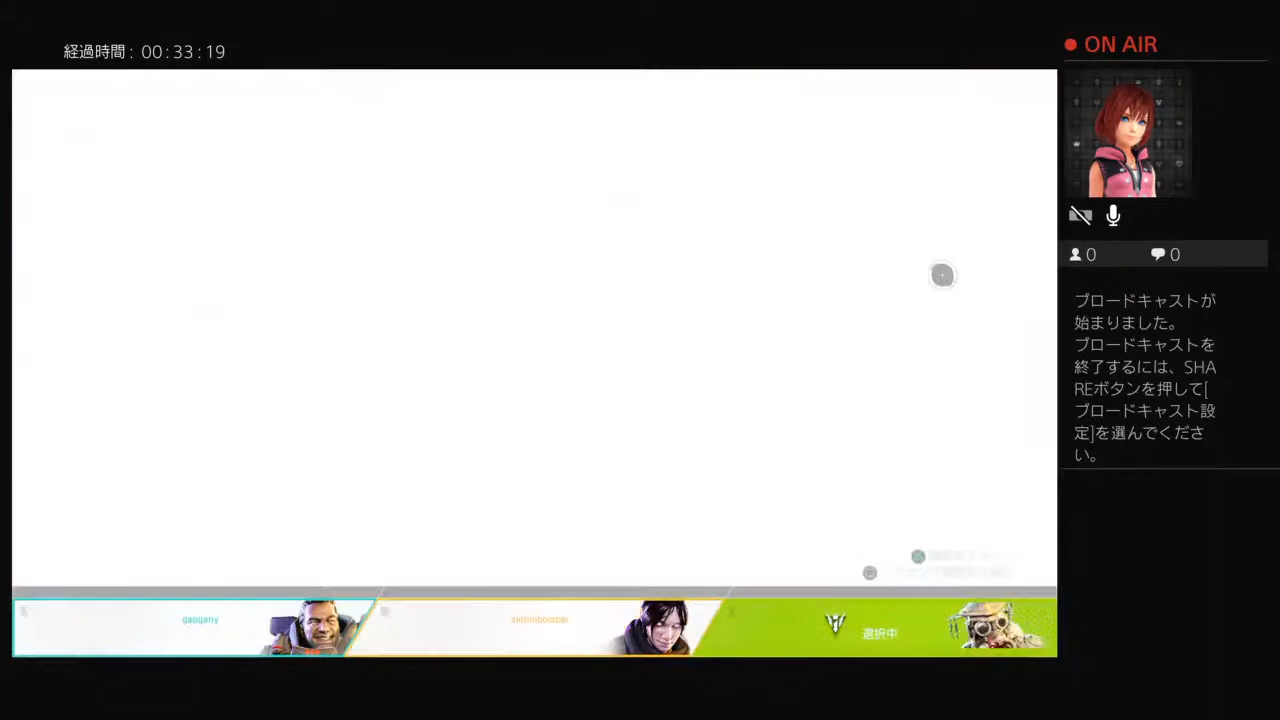 経過時間: 00:33:19
ON AIR
0
0
ブロードキャストが
始まりました。
ブロードキャストを
終了するには、SHA
REボタンを押して[
ブロードキャスト設
定]を選んでくださ
い。
qaoqany
選択中